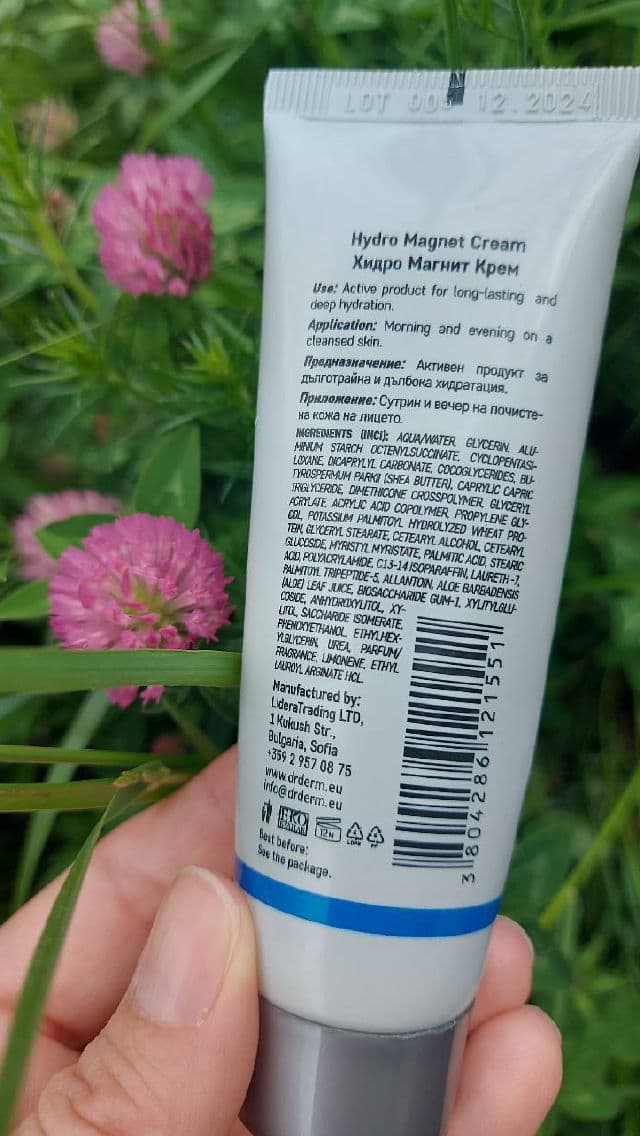 LOT 003 12.2024
Hydro Magnet Cream
Хидро Магнит Крем
Use: Active product for long-lasting and
deep hydration.
Application: Morning and evening on a
cleansed skin.
Предназначение: Активен продукт за
дълготрайна и дълбока хидратация.
Приложение: Сутрин и вечер на почисте-
на кожа на лицето.
INGREDIENTS (INCI): AQUA/WATER, GLYCERIN, ALU-
MINIUM STARCH OCTENYLSUCCINATE, CYCLOPENTASI-
LOXANE, DICAPRYLYL CARBONATE, COCOGLYCERIDES, BU-
TYROSPERMUM PARKII (SHEA BUTTER), CAPRYLIC CAPRIC
TRIGLYCERIDE, DIMETHICONE CROSSPOLYMER, GLYCERYL
ACRYLATE, ACRYLIC ACID COPOLYMER, PROPYLENE GLY-
COL, POTASSIUM PALMITOYL HYDROLYZED WHEAT PRO-
TEIN, GLYCERYL STEARATE, CETEARYL ALCOHOL, CETEARYL
GLUCOSIDE, MYRISTYL MYRISTATE, PALMITIC ACID, STEARIC
ACID, POLYACRYLAMIDE, C13-14 ISOPARAFFIN, LAURETH -7,
PALMITOYL TRIPEPTIDE-5, ALLANTOIN, ALOE BARBADENSIS
(ALOE) LEAF JUICE, BIOSACCHARIDE GUM-1, XYLITYLGLU-
COSIDE, ANHYDROXYLITOL, XY-
LITOL, SACCHARIDE ISOMERATE,
PHENOXYETHANOL, ETHYLHEX-
YLGLYCERIN, UREA, PARFUM/
FRAGRANCE, LIMONENE, ETHYL
LAUROYL ARGINATE HCL.
Manufactured by:
LideraTrading LTD,
1 Kukush Str.,
Bulgaria, Sofia
+359 2 957 08 75
www.drderm.eu
info@drderm.eu
12M
LDPE
PP
Best before:
See the package.
3 804286 121551